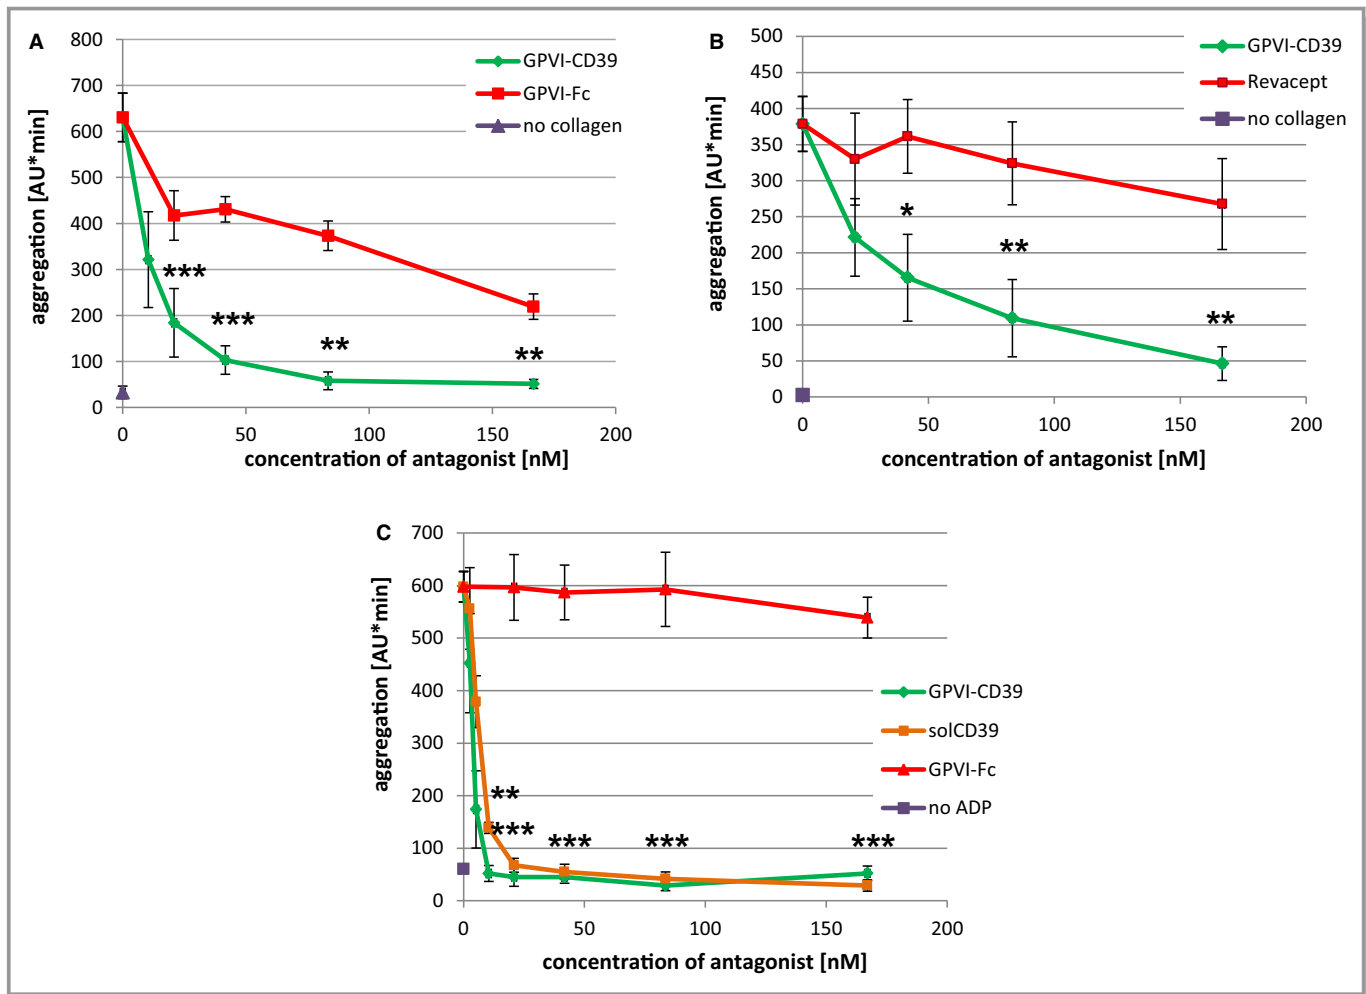 A
800
700
600
500
400
300
200
100
0
aggregation [AU*min]
GPVI-CD39
GPVI-Fc
no collagen
***
***
**
**
0 50 100 150 200
concentration of antagonist [nM]
B
500
450
400
350
300
250
200
150
100
50
0
aggregation [AU*min]
GPVI-CD39
Revacept
no collagen
*
**
**
0 50 100 150 200
concentration of antagonist [nM]
C
700
600
500
400
300
200
100
0
aggregation [AU*min]
GPVI-CD39
solCD39
GPVI-Fc
no ADP
**
*** *** *** ***
0 50 100 150 200
concentration of antagonist [nM]